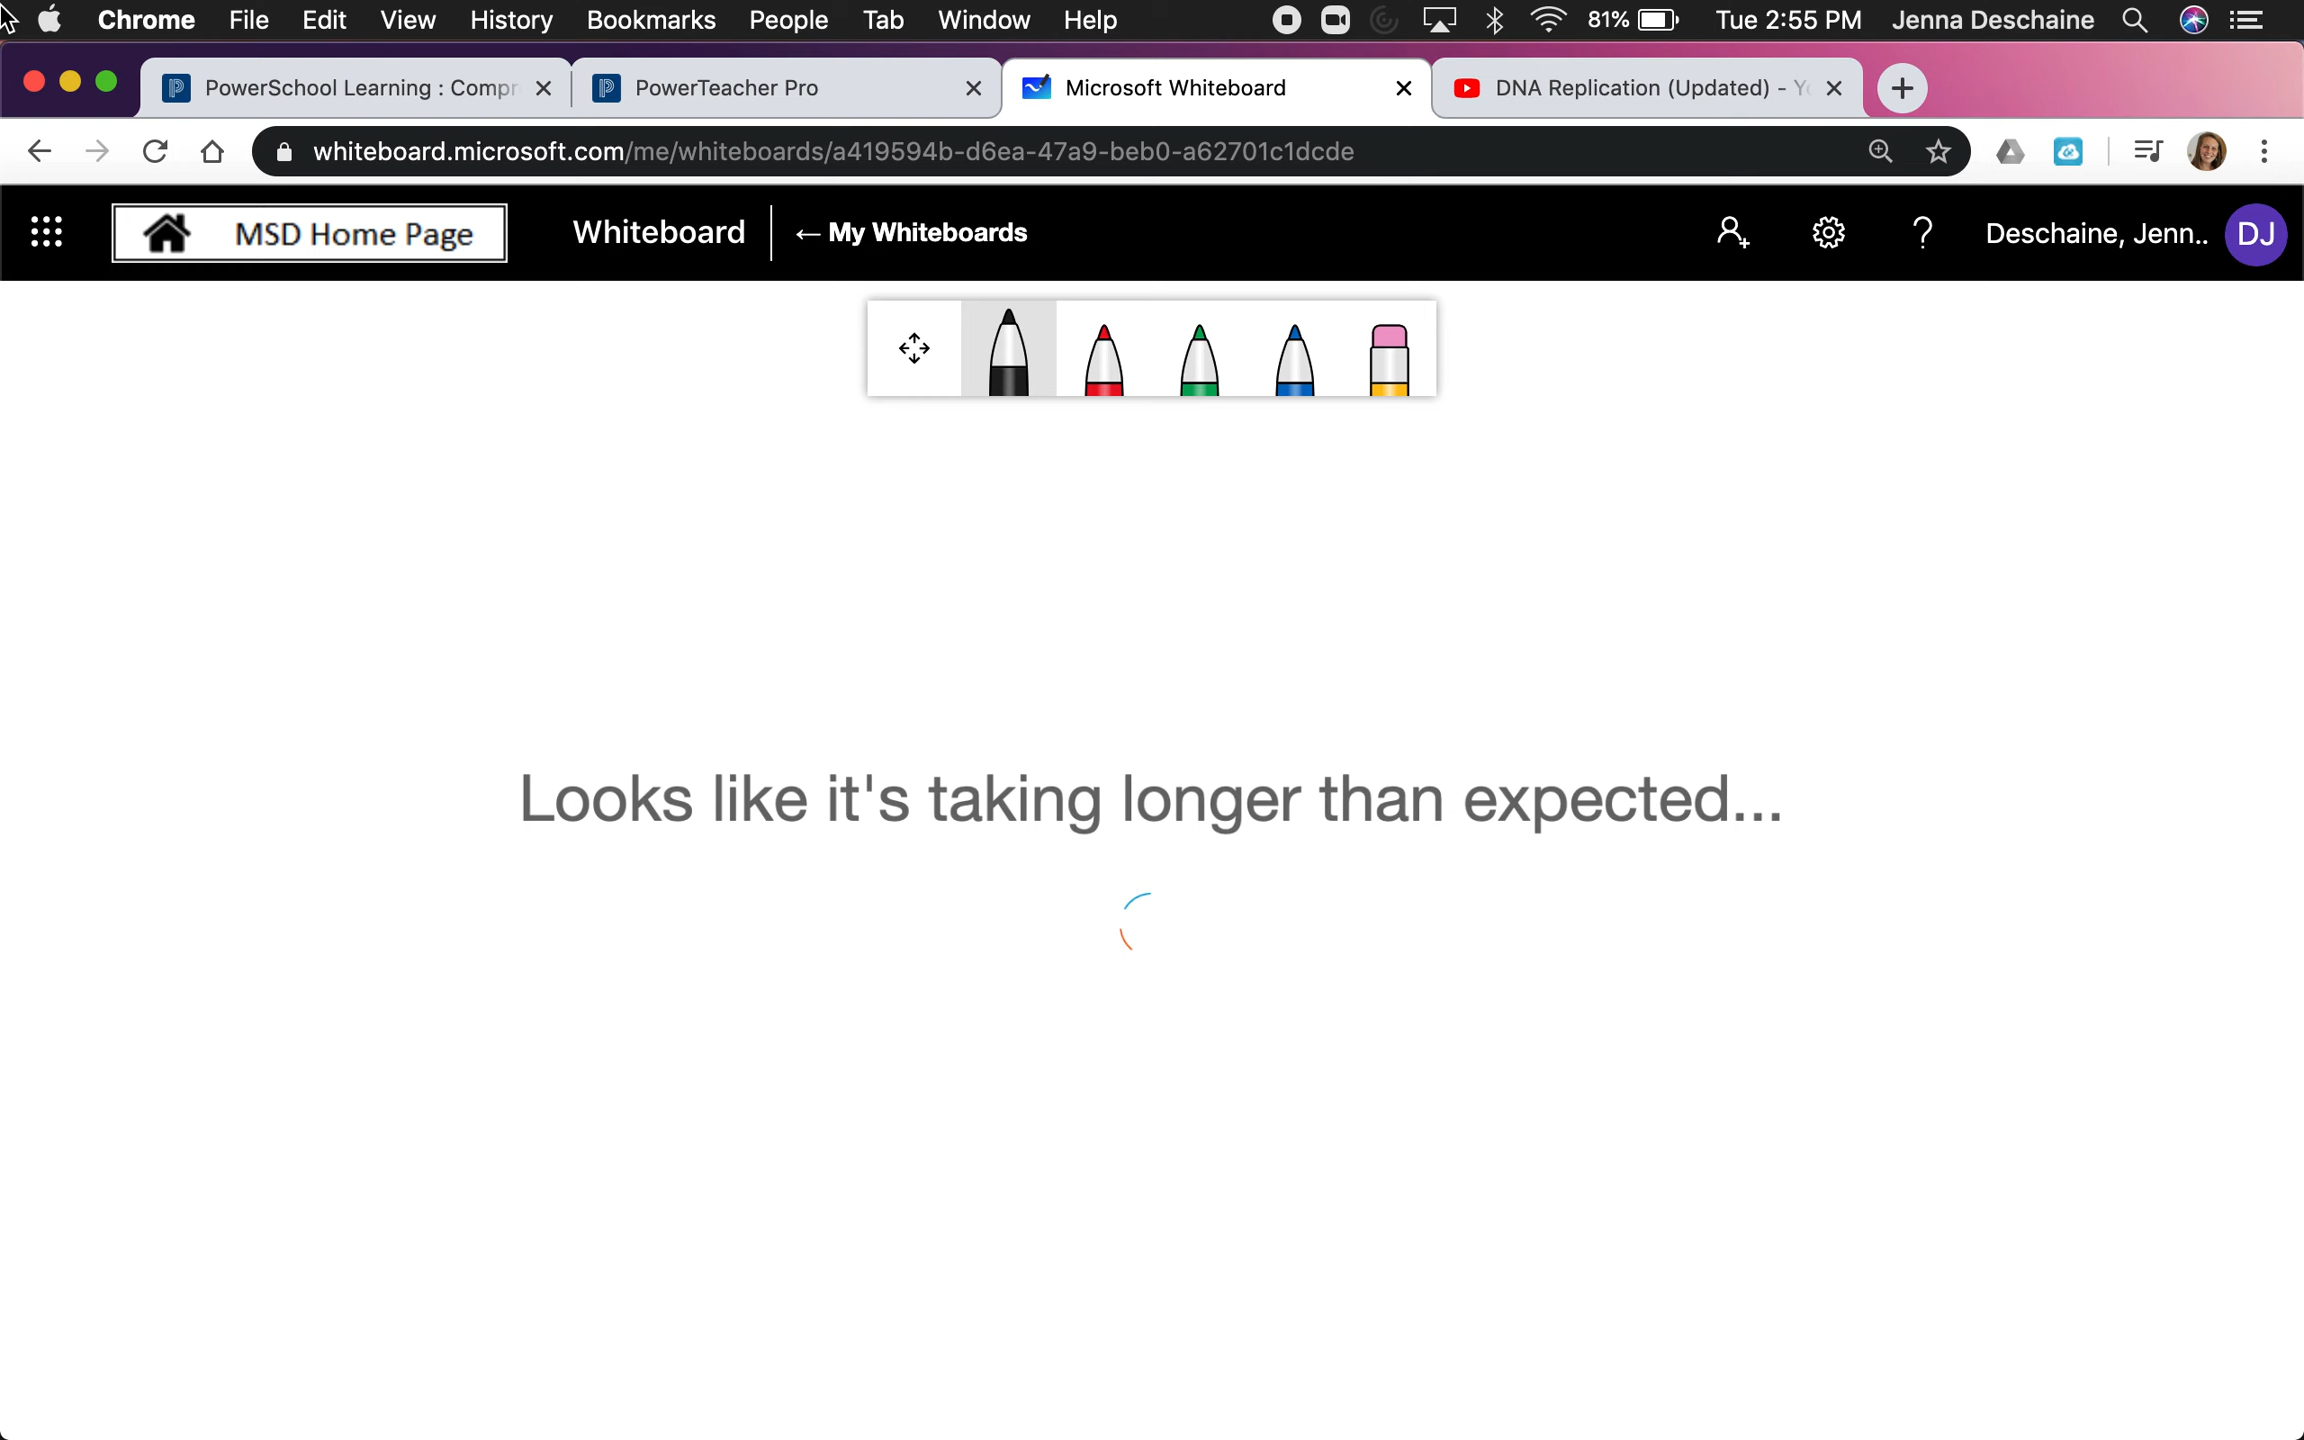 Chrome File Edit View History Bookmarks People Tab Window Help 81% Tue 2:55 PM Jenna Deschaine
PowerSchool Learning : Compr PowerTeacher Pro Microsoft Whiteboard DNA Replication (Updated) - Yo
whiteboard.microsoft.com/me/whiteboards/a419594b-d6ea-47a9-beb0-a62701c1dcde
MSD Home Page Whiteboard ← My Whiteboards ? Deschaine, Jenn.. DJ
Looks like it's taking longer than expected...